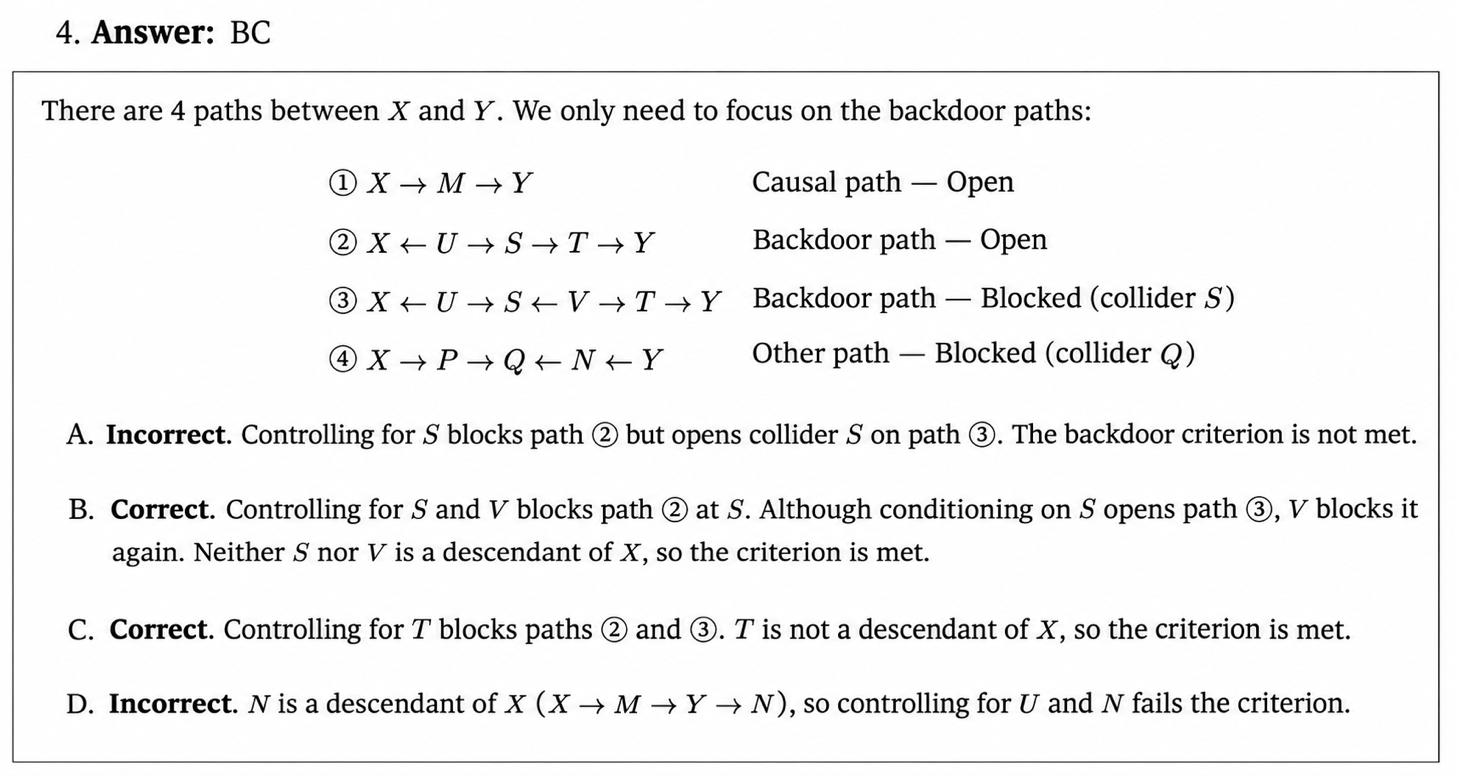 4. Answer: BC
There are 4 paths between X and Y. We only need to focus on the backdoor paths:
① X → M → Y Causal path — Open
② X ← U → S → T → Y Backdoor path — Open
③ X ← U → S ← V → T → Y Backdoor path — Blocked (collider S)
④ X → P → Q ← N ← Y Other path — Blocked (collider Q)
A. Incorrect. Controlling for S blocks path ② but opens collider S on path ③. The backdoor criterion is not met.
B. Correct. Controlling for S and V blocks path ② at S. Although conditioning on S opens path ③, V blocks it
again. Neither S nor V is a descendant of X, so the criterion is met.
C. Correct. Controlling for T blocks paths ② and ③. T is not a descendant of X, so the criterion is met.
D. Incorrect. N is a descendant of X (X → M → Y → N), so controlling for U and N fails the criterion.